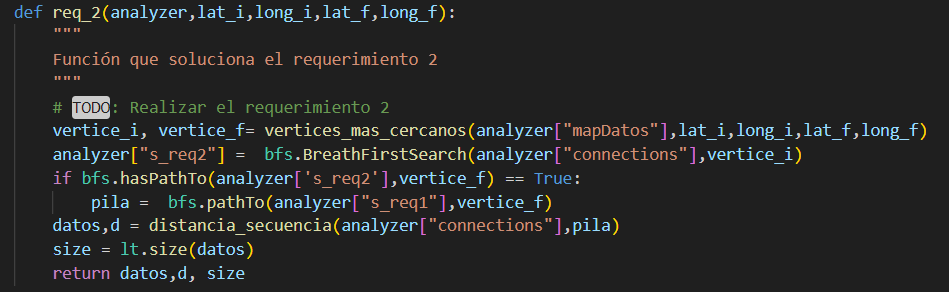 def req_2(analyzer,lat_i,long_i,lat_f,long_f):
"""
Función que soluciona el requerimiento 2
"""
# TODO: Realizar el requerimiento 2
vertice_i, vertice_f= vertices_mas_cercanos(analyzer["mapDatos"],lat_i,long_i,lat_f,long_f)
analyzer["s_req2"] =  bfs.BreathFirstSearch(analyzer["connections"],vertice_i)
if bfs.hasPathTo(analyzer['s_req2'],vertice_f) == True:
pila =  bfs.pathTo(analyzer["s_req1"],vertice_f)
datos,d = distancia_secuencia(analyzer["connections"],pila)
size = lt.size(datos)
return datos,d, size